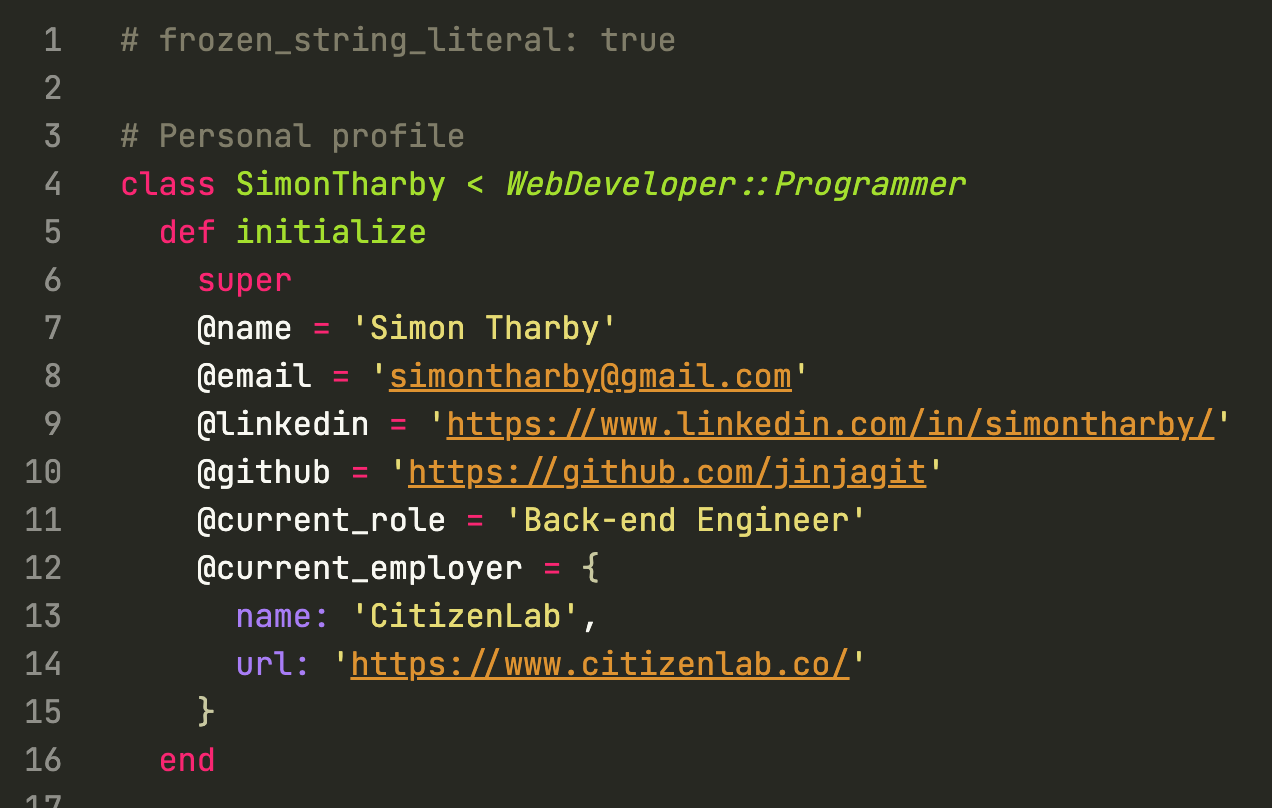 1 # frozen_string_literal: true
2
3 # Personal profile
4 class SimonTharby < WebDeveloper::Programmer
5   def initialize
6     super
7     @name = 'Simon Tharby'
8     @email = 'simontharby@gmail.com'
9     @linkedin = 'https://www.linkedin.com/in/simontharby/'
10     @github = 'https://github.com/jinjagit'
11     @current_role = 'Back-end Engineer'
12     @current_employer = {
13       name: 'CitizenLab',
14       url: 'https://www.citizenlab.co/'
15     }
16   end
17